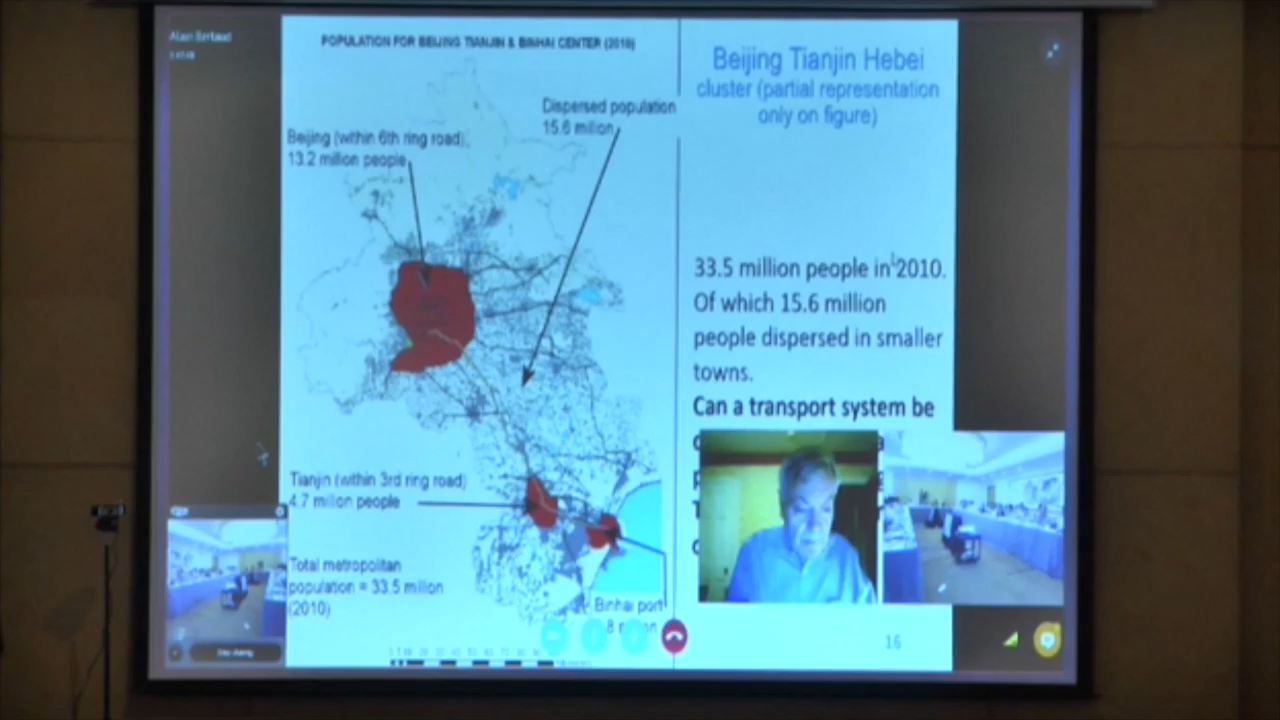 Alain Bertaud
POPULATION FOR BEIJING TIANJIN & BINHAI CENTER (2010)
Dispersed population
15.6 million
Beijing (within 6th ring road),
13.2 million people
Tianjin (within 3rd ring road)
4.7 million people
Total metropolitan
population = 33.5 million
(2010)
Binhai port
Beijing Tianjin Hebei
cluster (partial representation
only on figure)
33.5 million people in 2010.
Of which 15.6 million
people dispersed in smaller
towns.
Can a transport system be
16